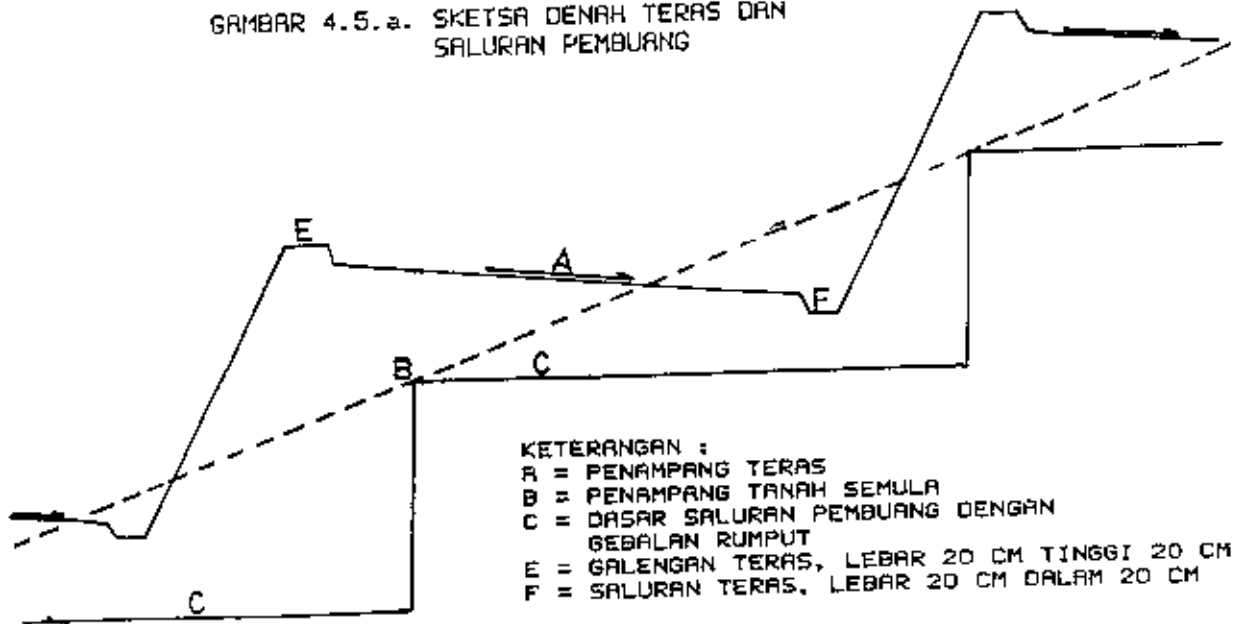 GAMBAR 4.5.a. SKETSA DENAH TERAS DAN
SALURAN PEMBUANG
E
A
F
B
C
C
KETERANGAN :
A = PENAMPANG TERAS
B = PENAMPANG TANAH SEMULA
C = DASAR SALURAN PEMBUANG DENGAN
GEBALAN RUMPUT
E = GALENGAN TERAS, LEBAR 20 CM TINGGI 20 CM
F = SALURAN TERAS, LEBAR 20 CM DALAM 20 CM